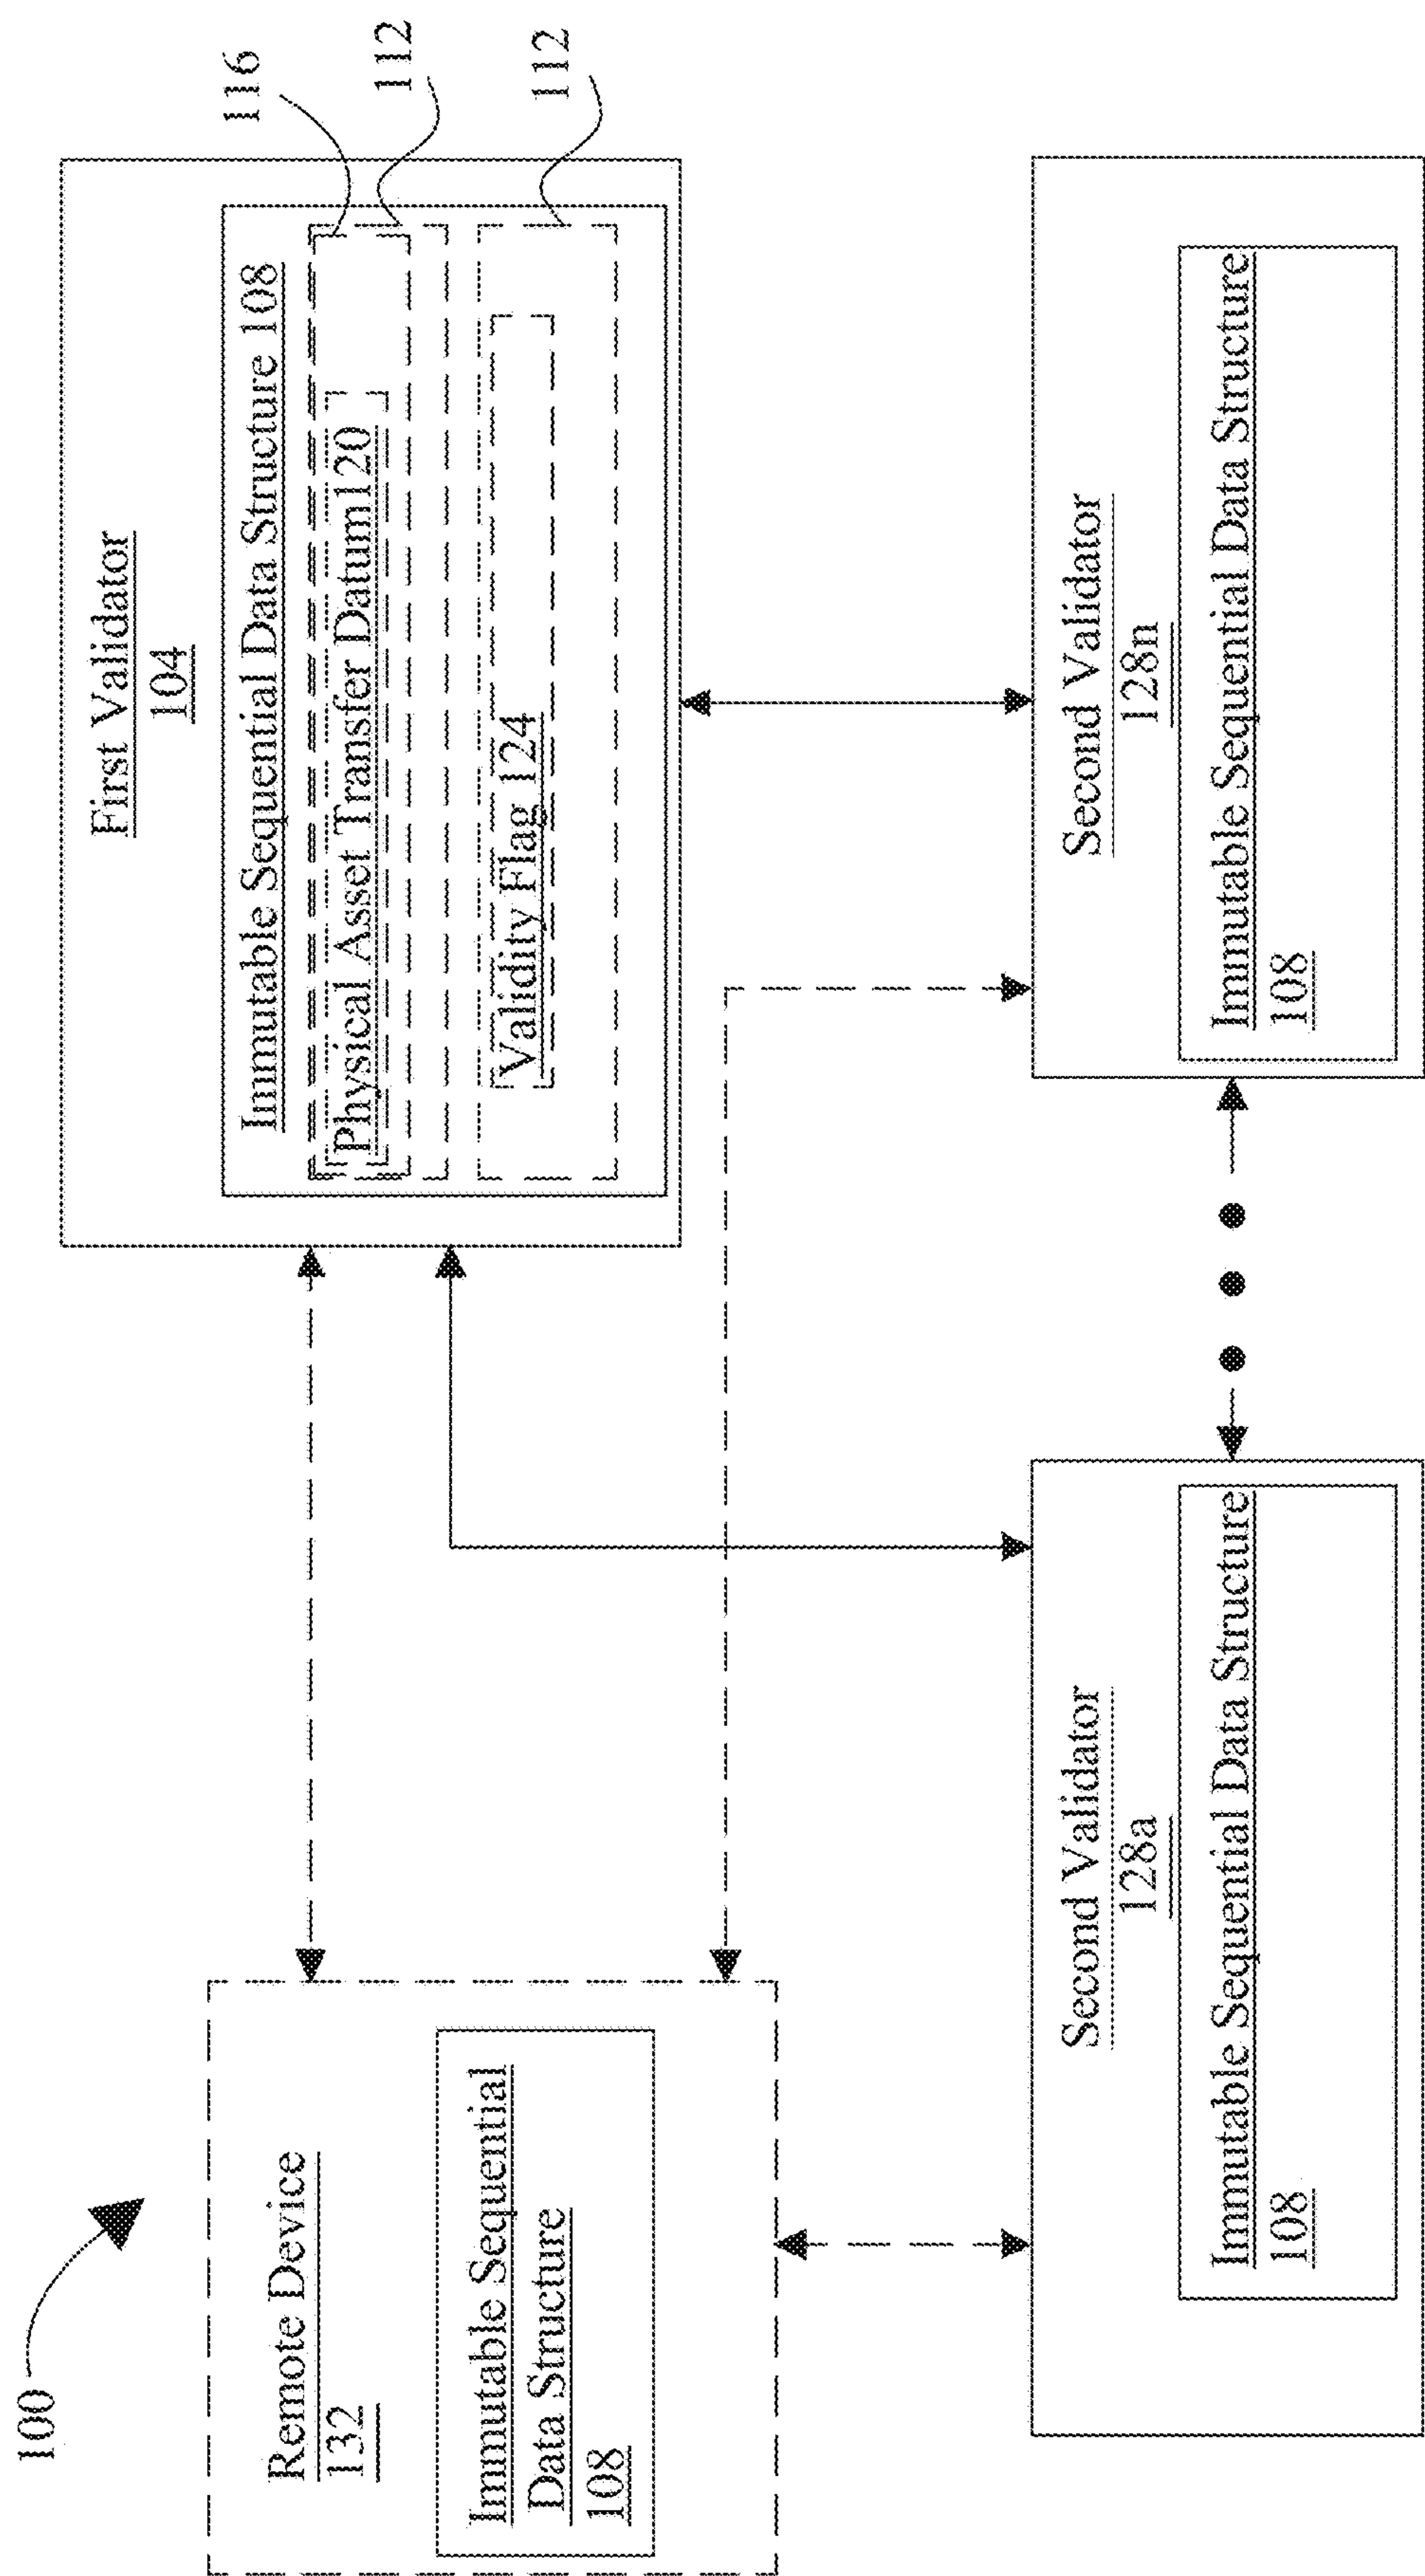 100
Remote Device
132
Immutable Sequential
Data Structure
108
First Validator
104
Immutable Sequential Data Structure 108
Physical Asset Transfer Datum120
Validity Flag 124
116
112
112
Second Validator
128a
Immutable Sequential Data Structure
108
Second Validator
128n
Immutable Sequential Data Structure
108